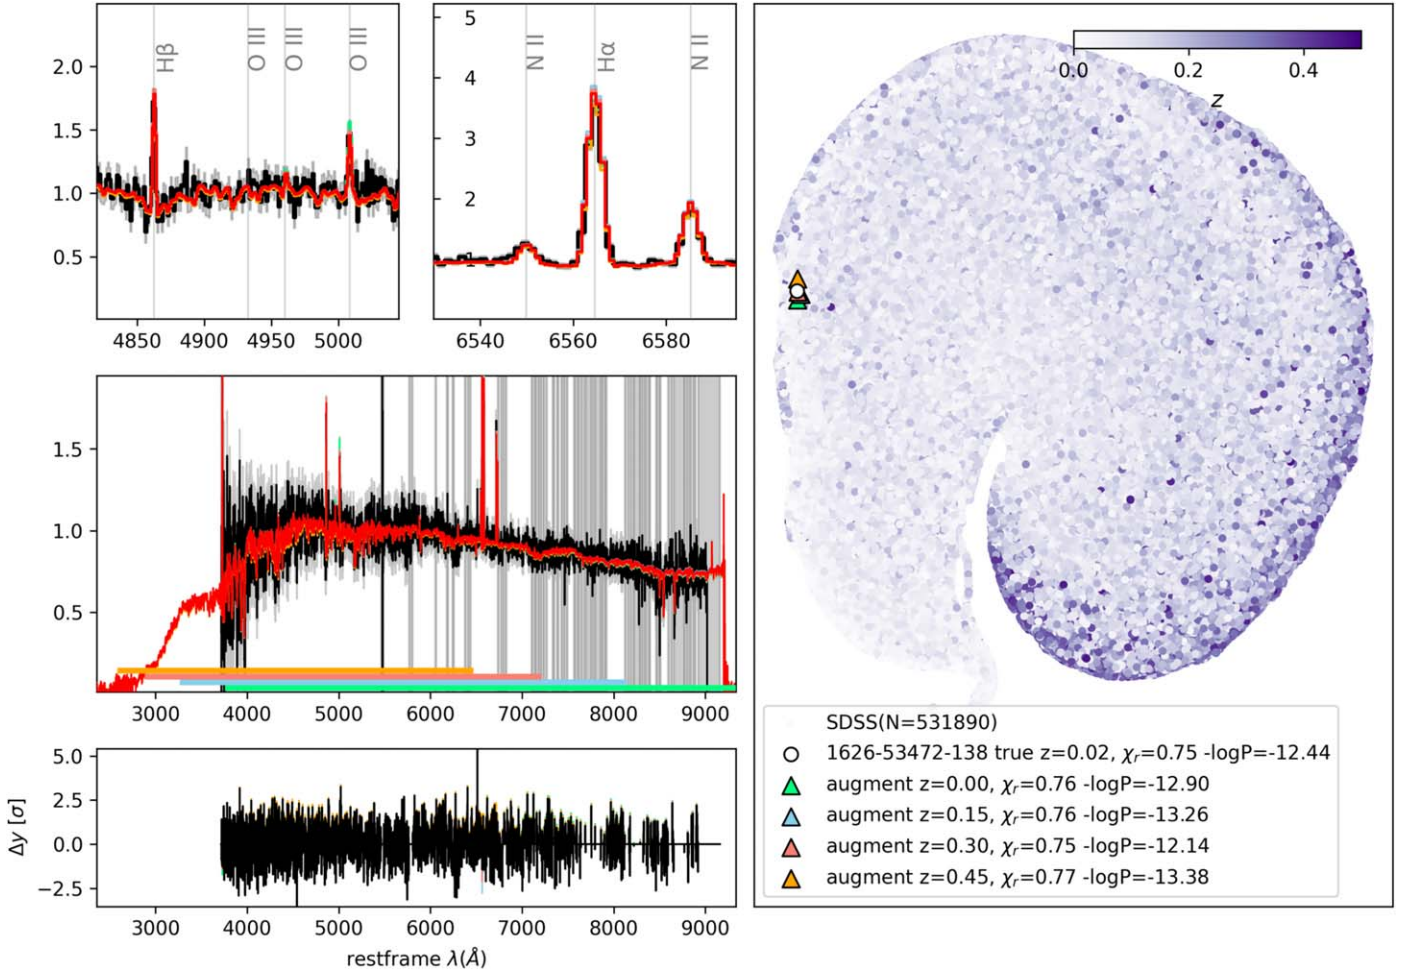 Hβ
O III
O III
O III
2.0
1.5
1.0
0.5
4850 4900 4950 5000
N II
Hα
N II
5
4
3
2
1
6540 6560 6580
1.5
1.0
0.5
3000 4000 5000 6000 7000 8000 9000
Δy [σ]
5.0
2.5
0.0
−2.5
3000 4000 5000 6000 7000 8000 9000
restframe λ(Å)
0.0 0.2 0.4
z
SDSS(N=531890)
1626-53472-138 true z=0.02, χr=0.75 -logP=-12.44
augment z=0.00, χr=0.76 -logP=-12.90
augment z=0.15, χr=0.76 -logP=-13.26
augment z=0.30, χr=0.75 -logP=-12.14
augment z=0.45, χr=0.77 -logP=-13.38